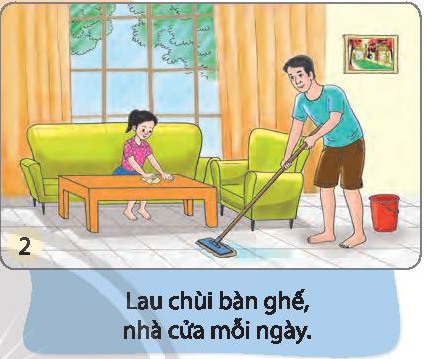 2
Lau chùi bàn ghế,
nhà cửa mỗi ngày.